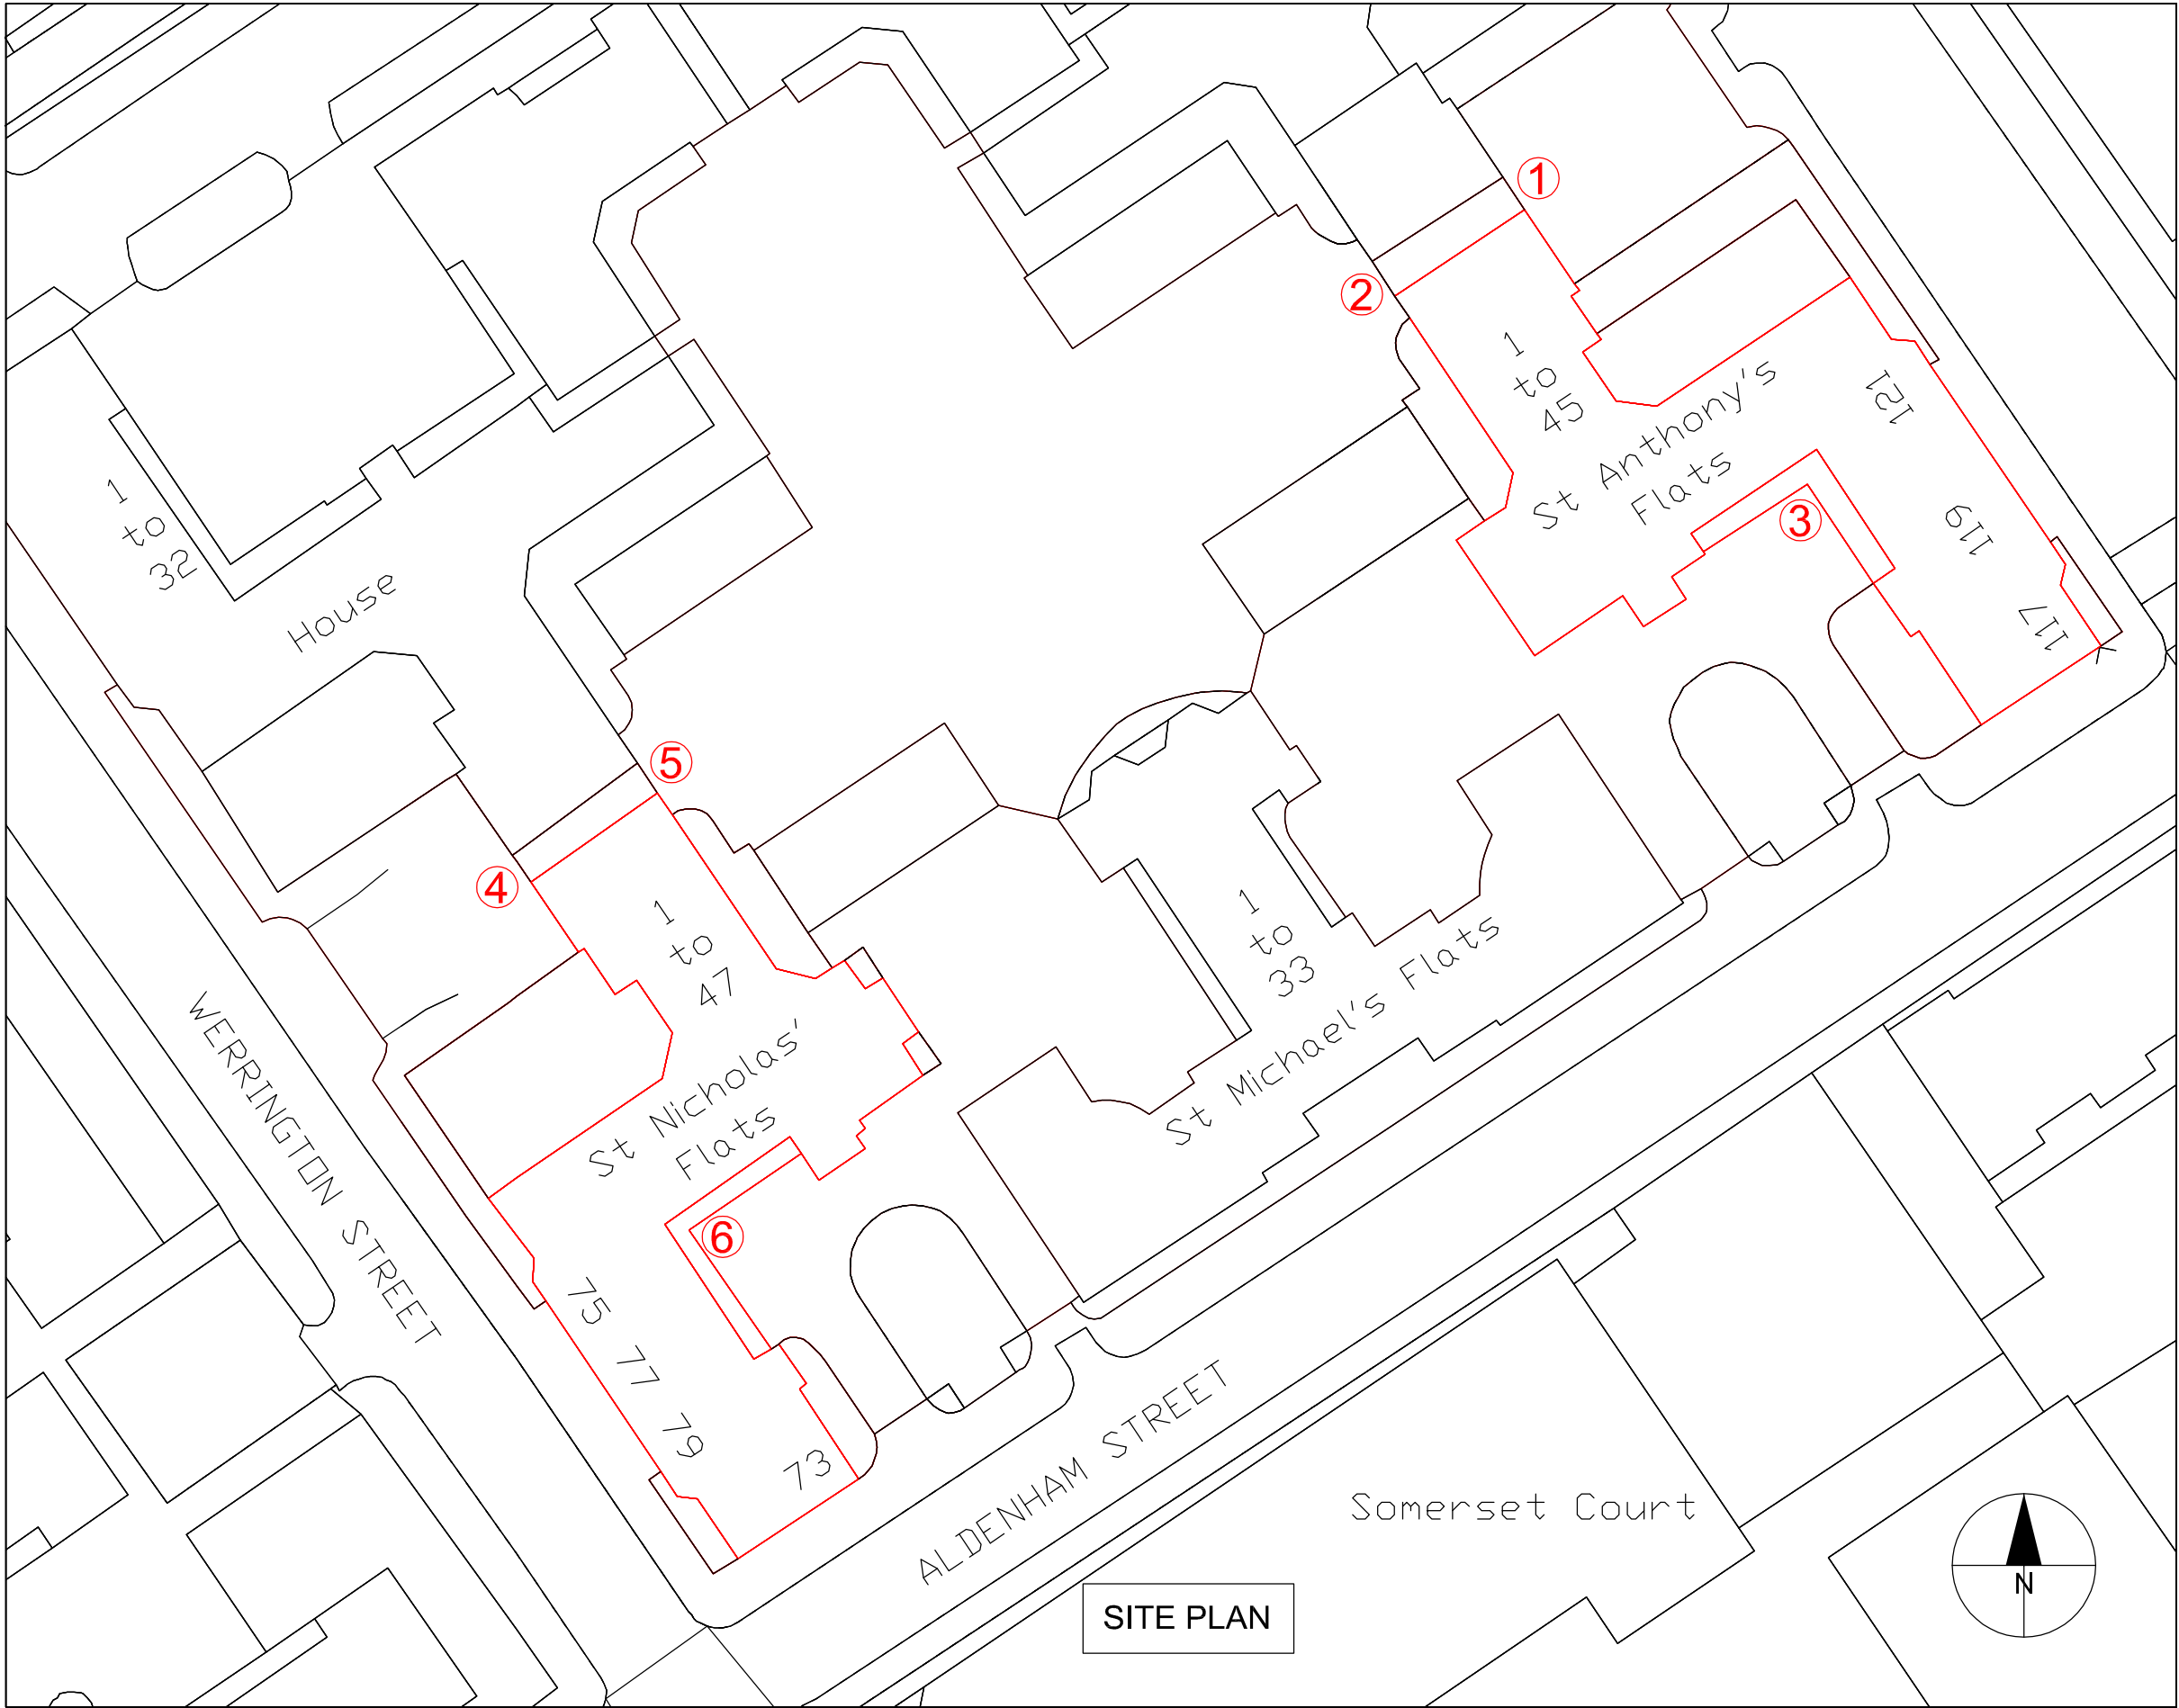 1
2
1
to
45
St Anthony's
Flats
121
3
119
117
1
to
32
House
5
4
1
to
47
St Nicholas'
Flats
1
to
33
St Michael's Flats
WERRINGTON STREET
6
75 77 79
73
ALDENHAM STREET
Somerset Court
SITE PLAN
N